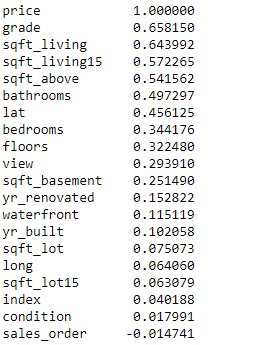 price 1.000000
grade 0.658150
sqft_living 0.643992
sqft_living15 0.572265
sqft_above 0.541562
bathrooms 0.497297
lat 0.456125
bedrooms 0.344176
floors 0.322480
view 0.293910
sqft_basement 0.251490
yr_renovated 0.152822
waterfront 0.115119
yr_built 0.102058
sqft_lot 0.075073
long 0.064060
sqft_lot15 0.063079
index 0.040188
condition 0.017991
sales_order -0.014741